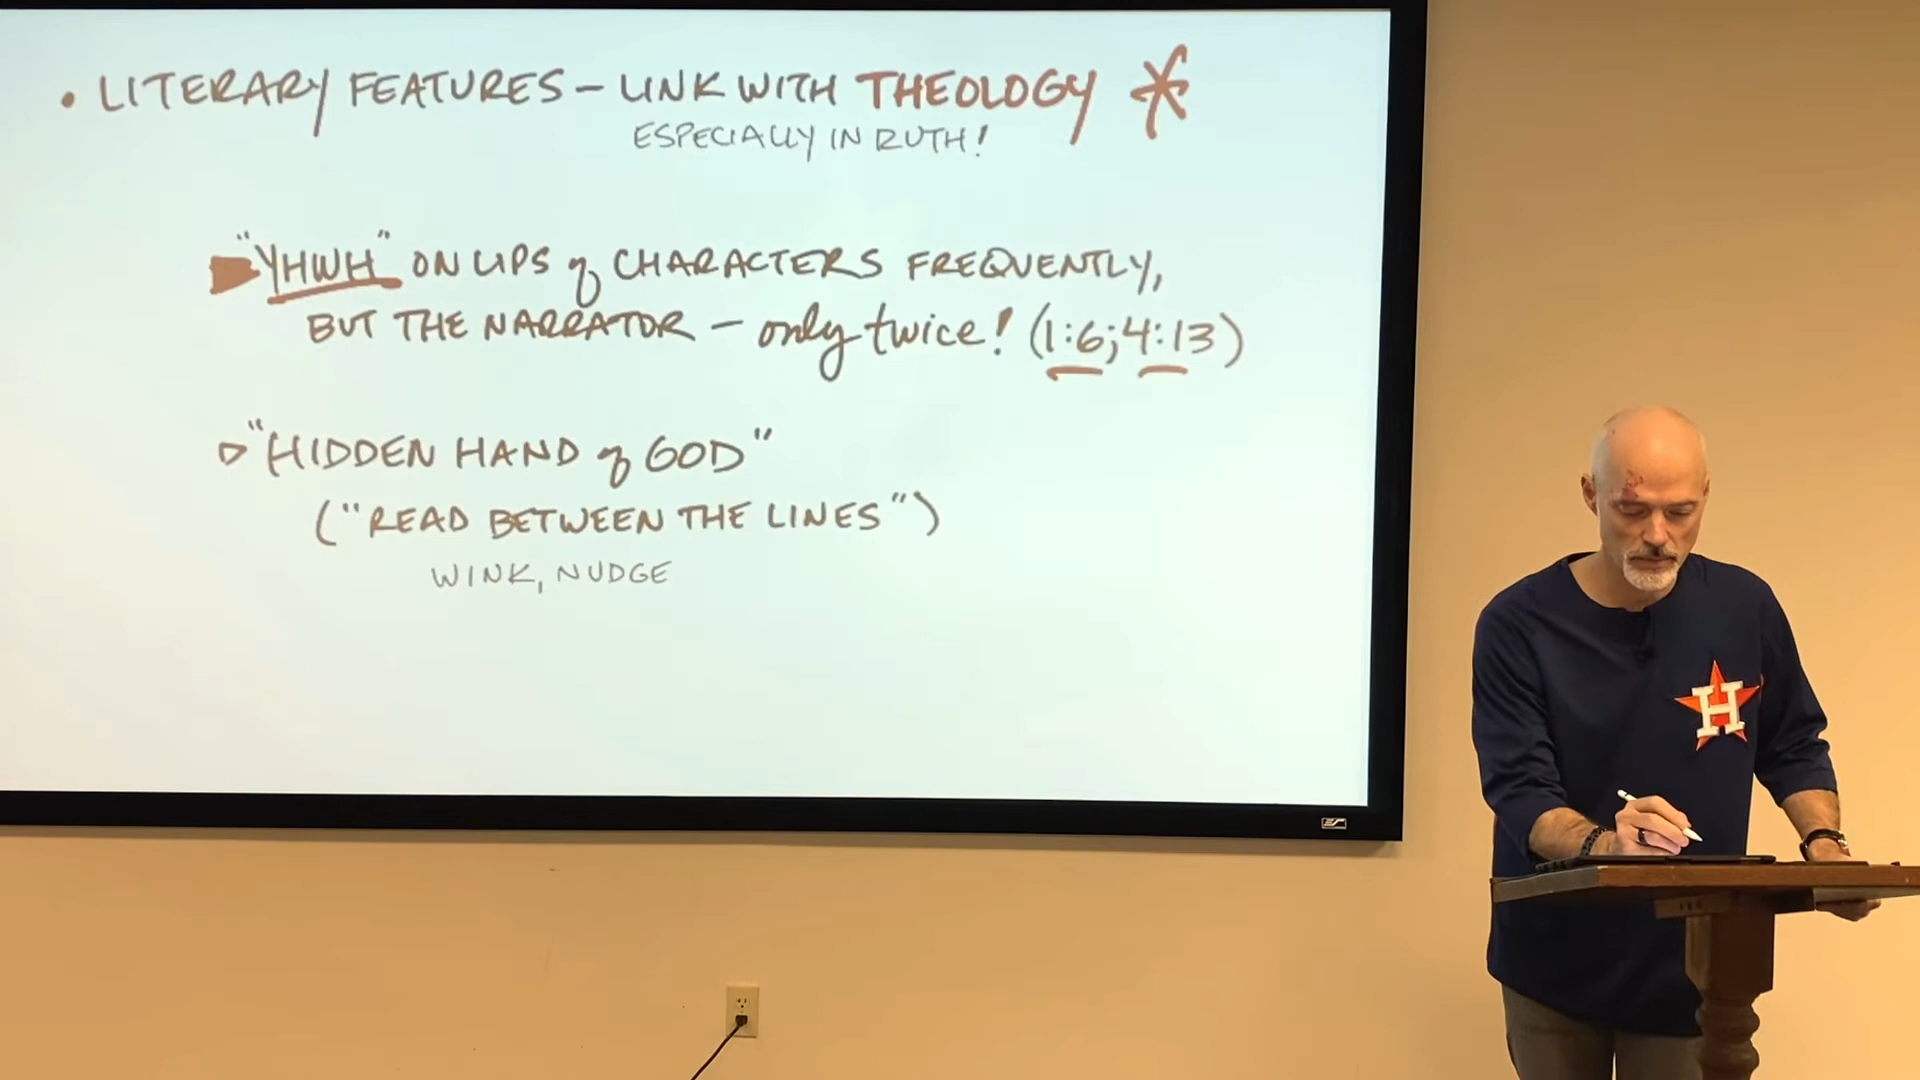 • LITERARY FEATURES – LINK WITH THEOLOGY *
ESPECIALLY IN RUTH!
"YHWH" ON LIPS of CHARACTERS FREQUENTLY,
BUT THE NARRATOR – only twice! (1:6; 4:13)
"HIDDEN HAND of GOD"
("READ BETWEEN THE LINES")
WINK, NUDGE
H